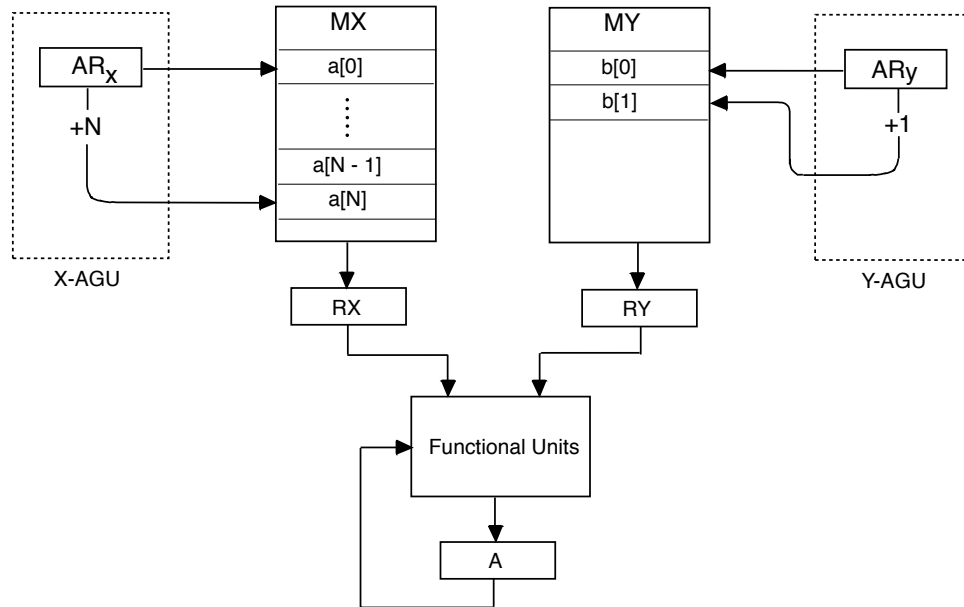 MX
MY
ARx
a[0]
b[0]
ARy
b[1]
+N
+1
a[N - 1]
a[N]
X-AGU
Y-AGU
RX
RY
Functional Units
A